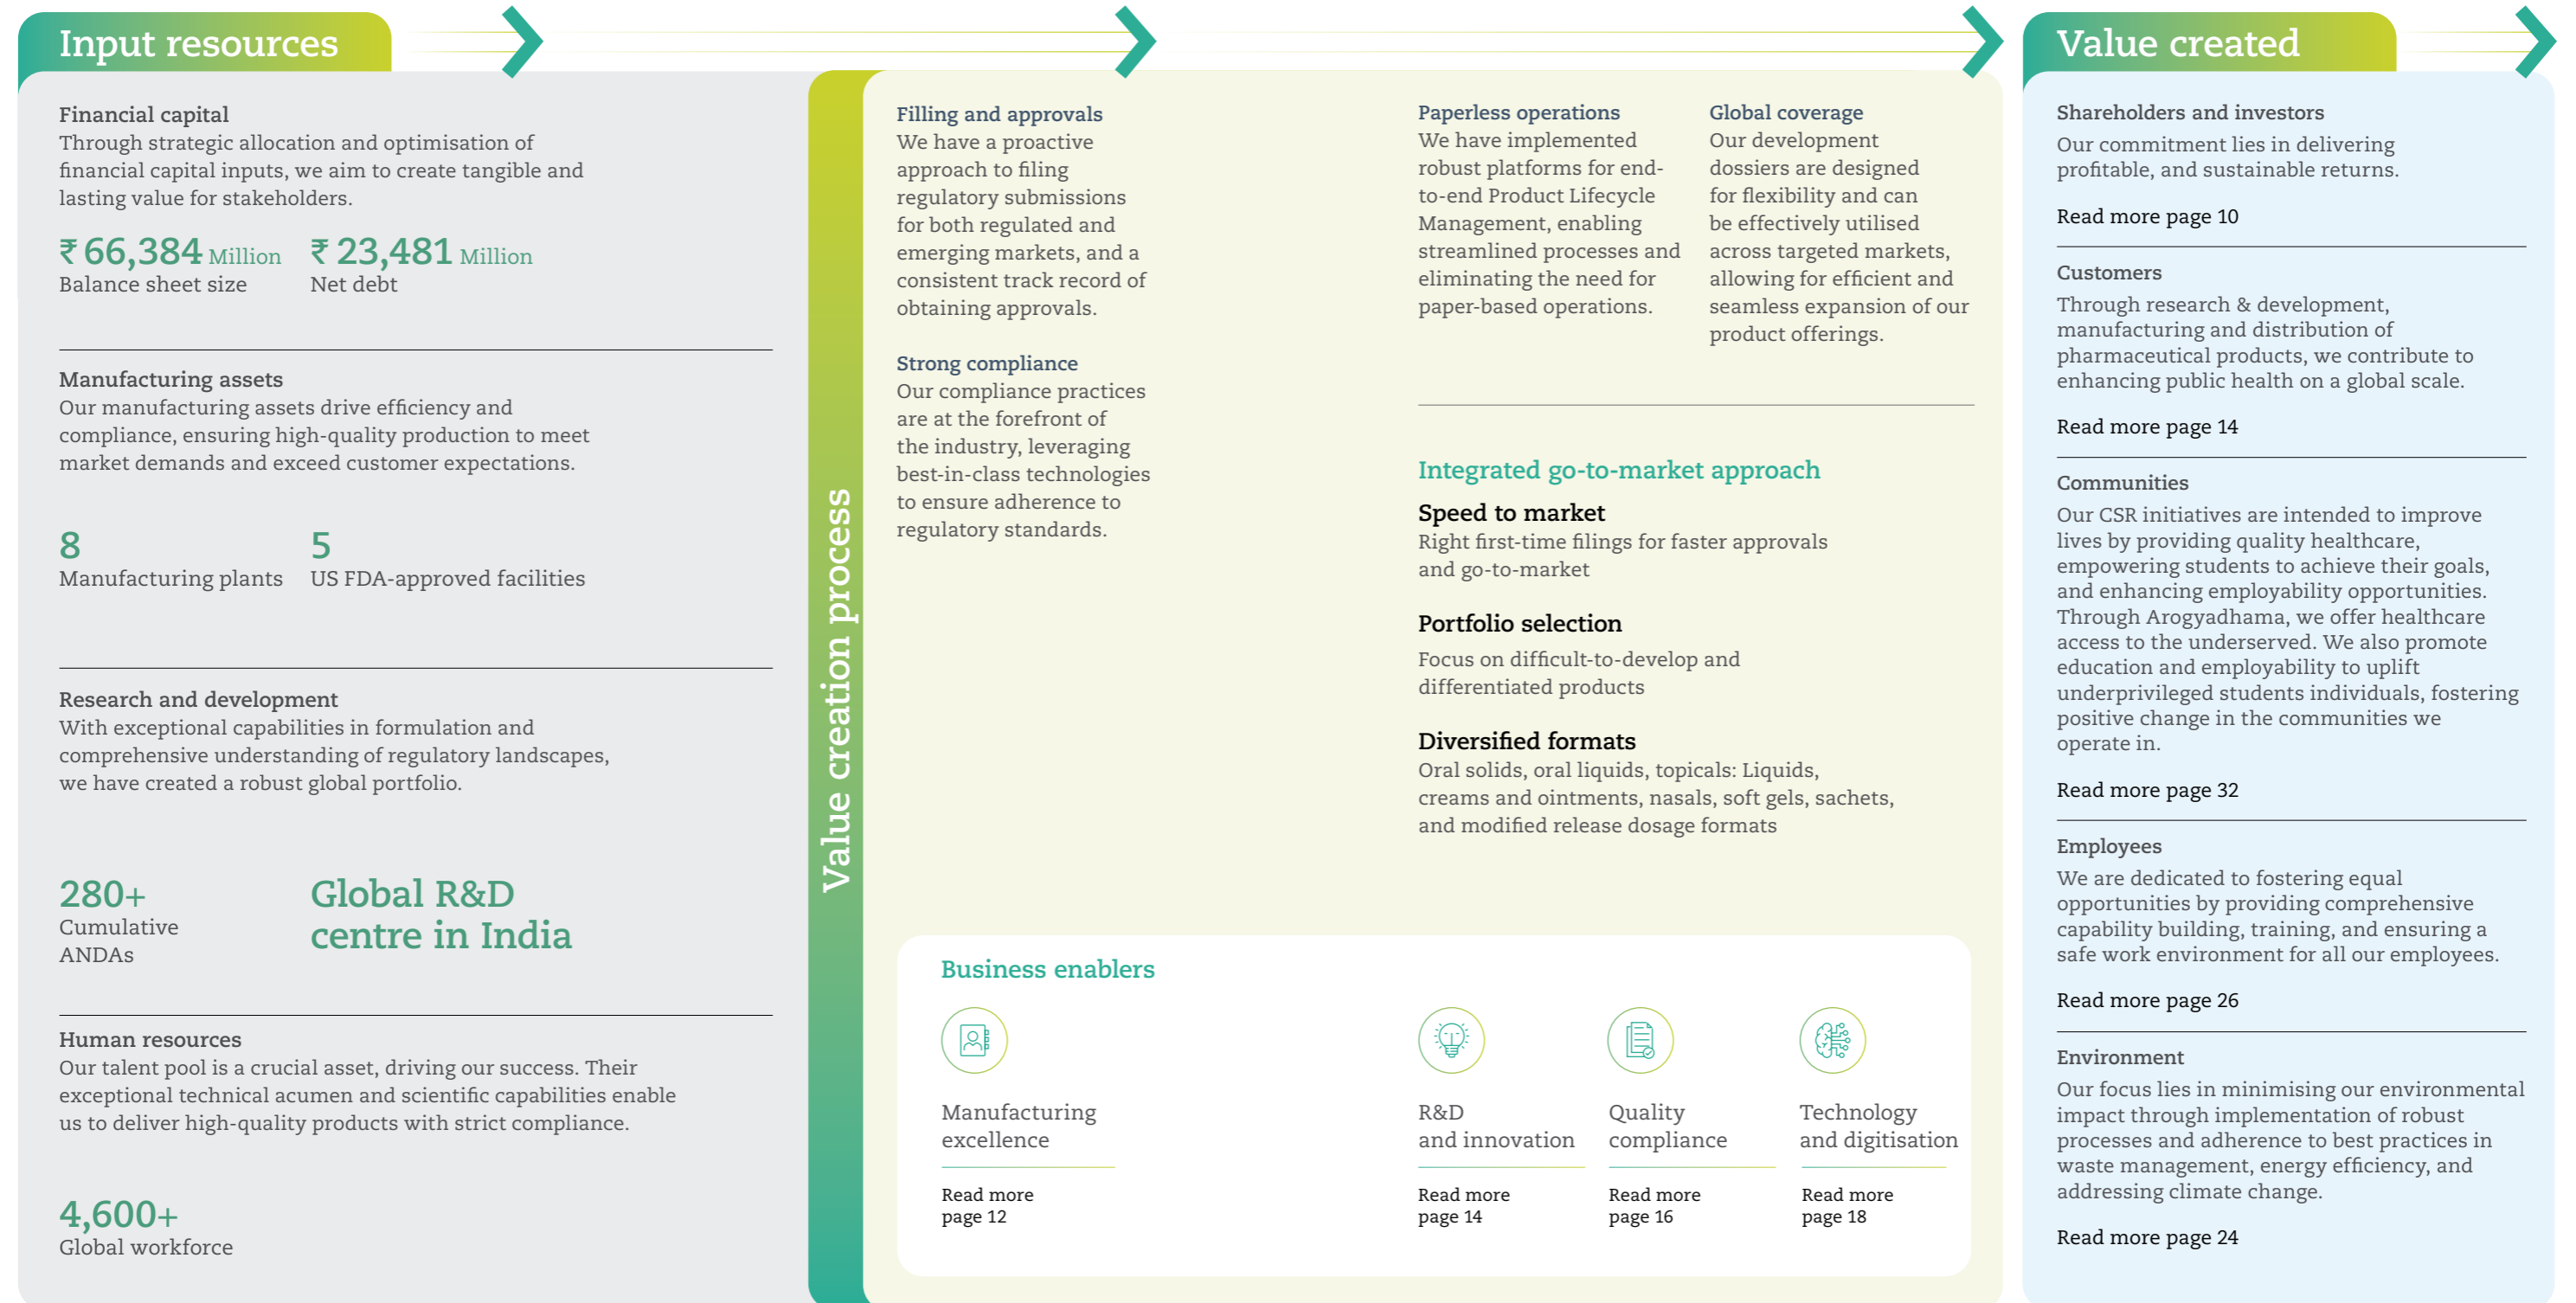 Input resources
Financial capital
Through strategic allocation and optimisation of
financial capital inputs, we aim to create tangible and
lasting value for stakeholders.
₹ 66,384 Million
Balance sheet size
₹ 23,481 Million
Net debt
Manufacturing assets
Our manufacturing assets drive efficiency and
compliance, ensuring high-quality production to meet
market demands and exceed customer expectations.
8
Manufacturing plants
5
US FDA-approved facilities
Research and development
With exceptional capabilities in formulation and
comprehensive understanding of regulatory landscapes,
we have created a robust global portfolio.
280+
Cumulative
ANDAs
Global R&D
centre in India
Human resources
Our talent pool is a crucial asset, driving our success. Their
exceptional technical acumen and scientific capabilities enable
us to deliver high-quality products with strict compliance.
4,600+
Global workforce
Value creation process
Filling and approvals
We have a proactive
approach to filing
regulatory submissions
for both regulated and
emerging markets, and a
consistent track record of
obtaining approvals.
Strong compliance
Our compliance practices
are at the forefront of
the industry, leveraging
best-in-class technologies
to ensure adherence to
regulatory standards.
Paperless operations
We have implemented
robust platforms for end-
to-end Product Lifecycle
Management, enabling
streamlined processes and
eliminating the need for
paper-based operations.
Global coverage
Our development
dossiers are designed
for flexibility and can
be effectively utilised
across targeted markets,
allowing for efficient and
seamless expansion of our
product offerings.
Integrated go-to-market approach
Speed to market
Right first-time filings for faster approvals
and go-to-market
Portfolio selection
Focus on difficult-to-develop and
differentiated products
Diversified formats
Oral solids, oral liquids, topicals: Liquids,
creams and ointments, nasals, soft gels, sachets,
and modified release dosage formats
Business enablers
Manufacturing
excellence
Read more
page 12
R&D
and innovation
Read more
page 14
Quality
compliance
Read more
page 16
Technology
and digitisation
Read more
page 18
Value created
Shareholders and investors
Our commitment lies in delivering
profitable, and sustainable returns.
Read more page 10
Customers
Through research & development,
manufacturing and distribution of
pharmaceutical products, we contribute to
enhancing public health on a global scale.
Read more page 14
Communities
Our CSR initiatives are intended to improve
lives by providing quality healthcare,
empowering students to achieve their goals,
and enhancing employability opportunities.
Through Arogyadhama, we offer healthcare
access to the underserved. We also promote
education and employability to uplift
underprivileged students individuals, fostering
positive change in the communities we
operate in.
Read more page 32
Employees
We are dedicated to fostering equal
opportunities by providing comprehensive
capability building, training, and ensuring a
safe work environment for all our employees.
Read more page 26
Environment
Our focus lies in minimising our environmental
impact through implementation of robust
processes and adherence to best practices in
waste management, energy efficiency, and
addressing climate change.
Read more page 24